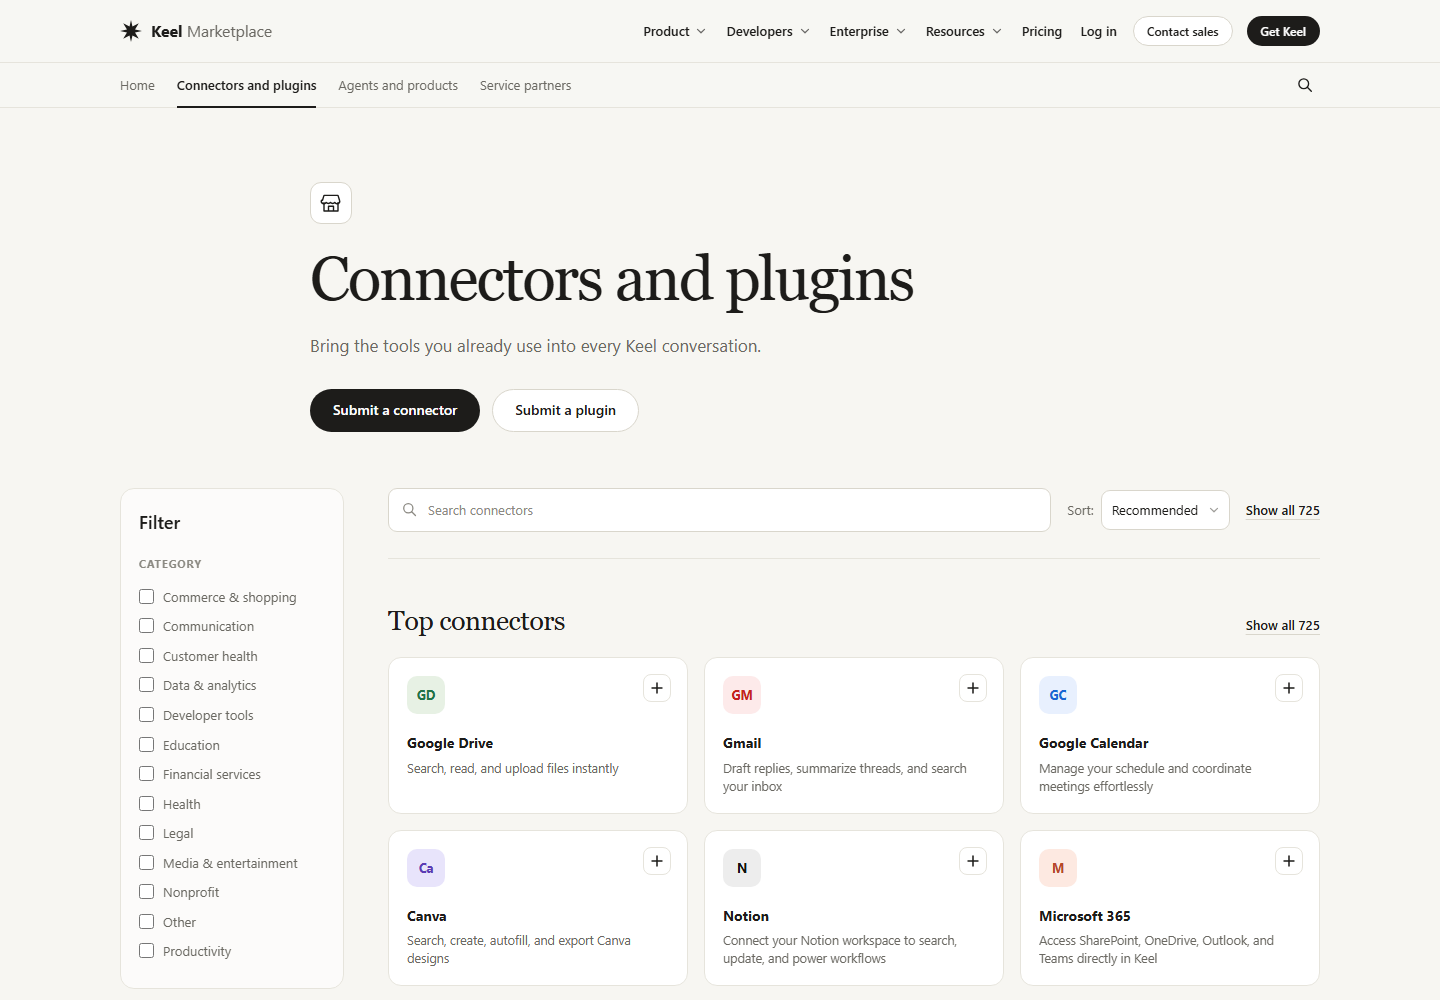 Keel Marketplace
Product
Developers
Enterprise
Resources
Pricing
Log in
Contact sales
Get Keel
Home
Connectors and plugins
Agents and products
Service partners
Connectors and plugins
Bring the tools you already use into every Keel conversation.
Submit a connector
Submit a plugin
Filter
CATEGORY
Commerce & shopping
Communication
Customer health
Data & analytics
Developer tools
Education
Financial services
Health
Legal
Media & entertainment
Nonprofit
Other
Productivity
Search connectors
Sort:
Recommended
Show all 725
Top connectors
Show all 725
GD
Google Drive
Search, read, and upload files instantly
GM
Gmail
Draft replies, summarize threads, and search
your inbox
GC
Google Calendar
Manage your schedule and coordinate
meetings effortlessly
Ca
Canva
Search, create, autofill, and export Canva
designs
N
Notion
Connect your Notion workspace to search,
update, and power workflows
M
Microsoft 365
Access SharePoint, OneDrive, Outlook, and
Teams directly in Keel